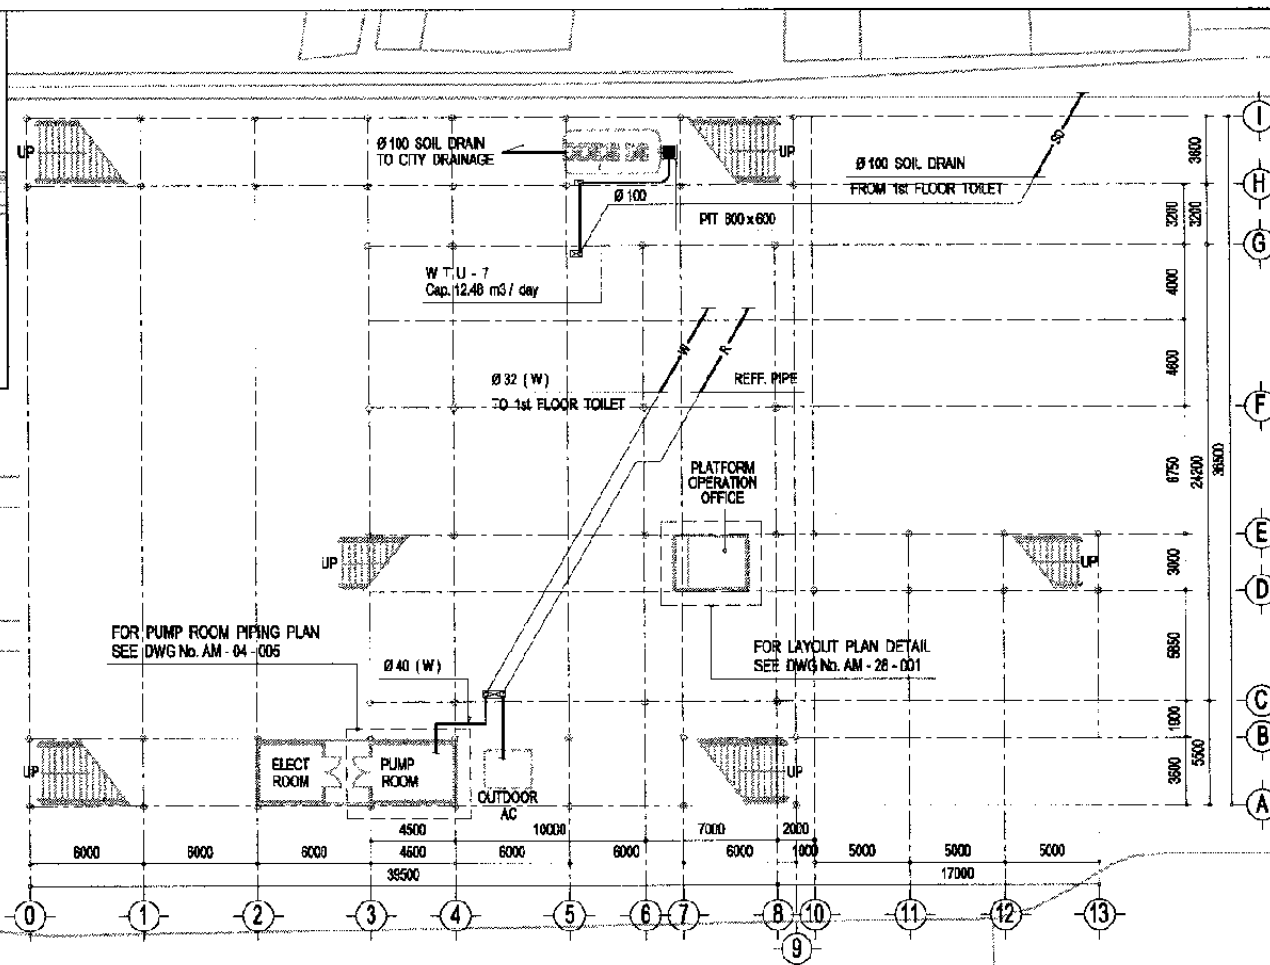 UP
Ø100 SOIL DRAIN
TO CITY DRAINAGE
UP
SD
Ø 100 SOIL DRAIN
FROM 1st FLOOR TOILET
Ø 100
PIT 800 x 600
W T U - 7
Cap. 12.48 m3 / day
W
R
Ø 32 ( W )
TO 1st FLOOR TOILET
REFF. PIPE
PLATFORM
OPERATION
OFFICE
UP
UP
FOR PUMP ROOM PIPING PLAN
SEE DWG No. AM - 04 - 005
Ø 40 ( W )
FOR LAYOUT PLAN DETAIL
SEE DWG No. AM - 28 - 001
UP
ELECT
ROOM
PUMP
ROOM
OUTDOOR
AC
UP
I
H
G
F
E
D
C
B
A
3600
3200
3200
4000
4600
6750
24200
36500
3000
5850
1900
3600
5500
4500
10000
7000
2000
6000
6000
6000
4500
6000
6000
6000
1000
5000
5000
5000
39500
17000
0
1
2
3
4
5
6
7
8
10
11
12
13
9